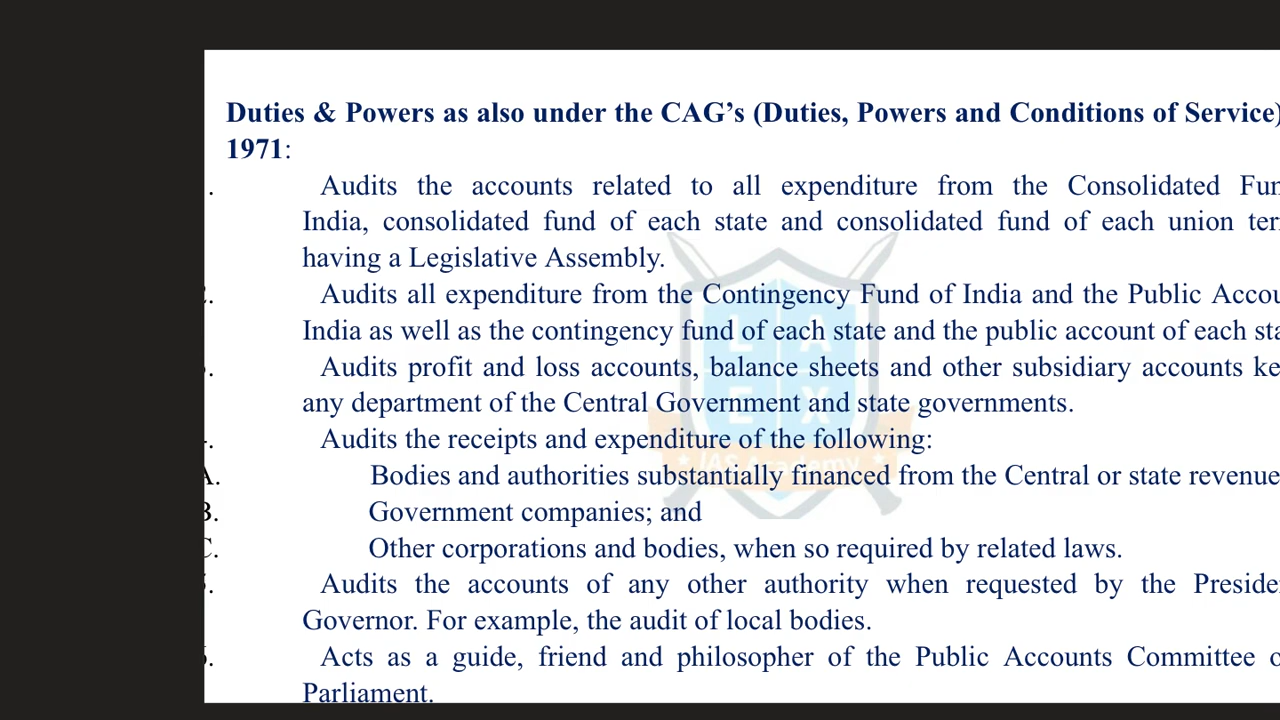 Duties & Powers as also under the CAG’s (Duties, Powers and Conditions of Service)
1971:
Audits the accounts related to all expenditure from the Consolidated
India, consolidated fund of each state and consolidated fund of each union
having a Legislative Assembly.
Audits all expenditure from the Contingency Fund of India and the Public
India as well as the contingency fund of each state and the public account of each
Audits profit and loss accounts, balance sheets and other subsidiary accounts
any department of the Central Government and state governments.
Audits the receipts and expenditure of the following:
A. Bodies and authorities substantially financed from the Central or state revenue
B. Government companies; and
C. Other corporations and bodies, when so required by related laws.
Audits the accounts of any other authority when requested by the
Governor. For example, the audit of local bodies.
Acts as a guide, friend and philosopher of the Public Accounts Committee
Parliament.
L A
E X
IAS Academy